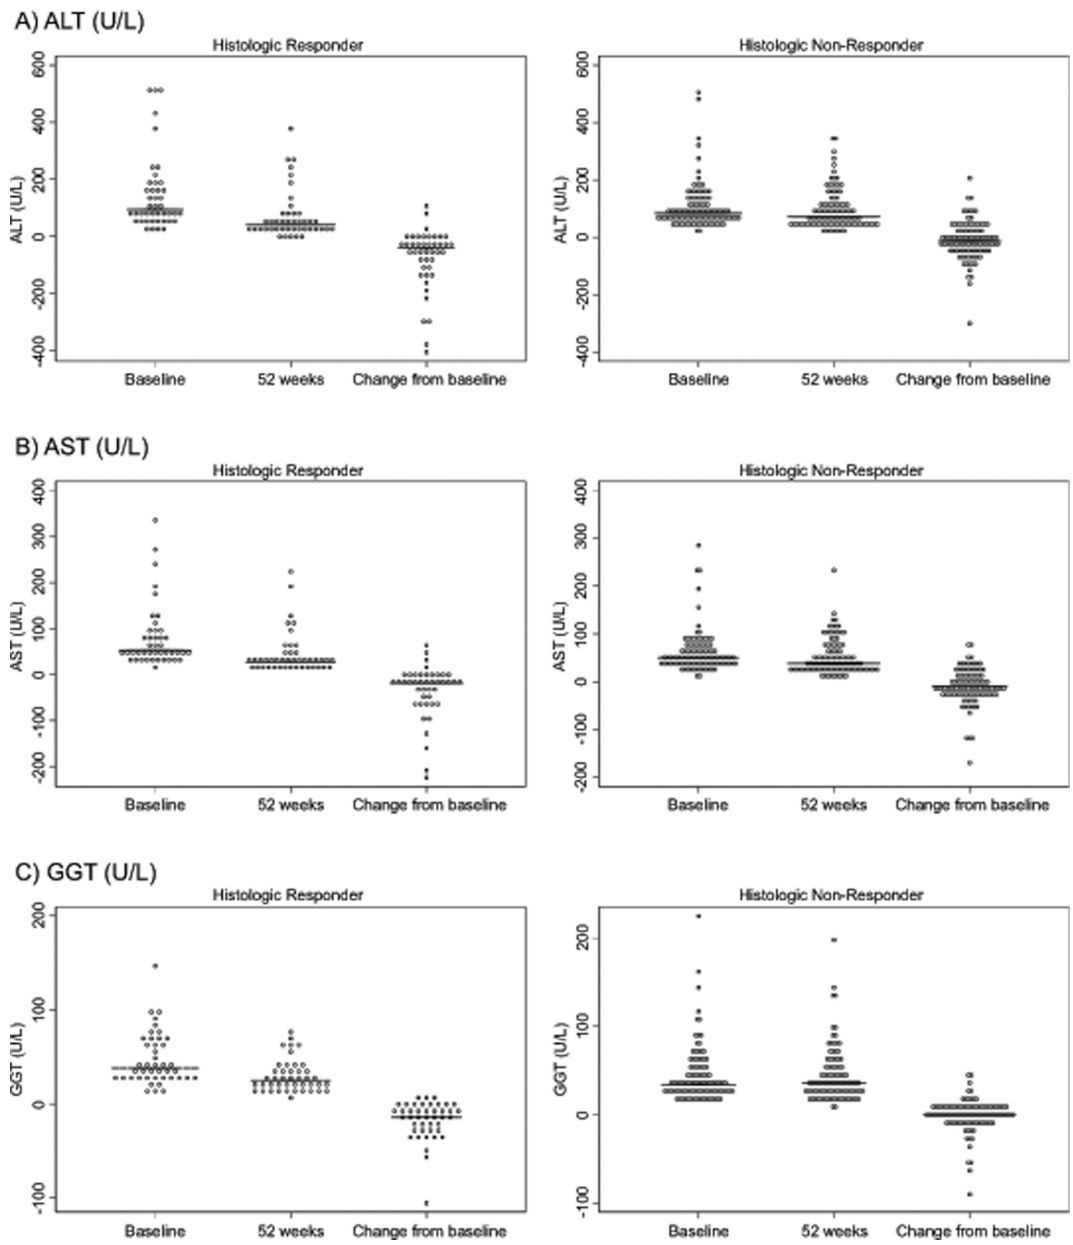 A) ALT (U/L)
Histologic Responder
Histologic Non-Responder
ALT (U/L)
600
400
200
0
-200
-400
Baseline
52 weeks
Change from baseline
ALT (U/L)
600
400
200
0
-200
-400
Baseline
52 weeks
Change from baseline
B) AST (U/L)
Histologic Responder
Histologic Non-Responder
AST (U/L)
400
300
200
100
0
-100
-200
Baseline
52 weeks
Change from baseline
AST (U/L)
400
300
200
100
0
-100
-200
Baseline
52 weeks
Change from baseline
C) GGT (U/L)
Histologic Responder
Histologic Non-Responder
GGT (U/L)
200
100
0
-100
Baseline
52 weeks
Change from baseline
GGT (U/L)
200
100
0
-100
Baseline
52 weeks
Change from baseline